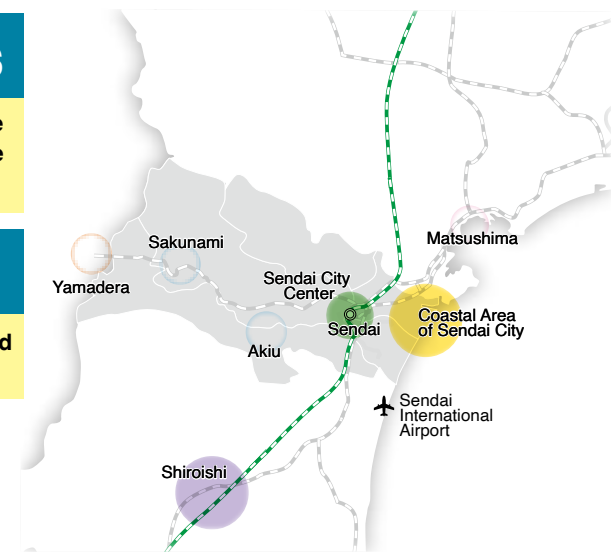 Matsushima
Sakunami
Yamadera
Sendai City
Center
Sendai
Coastal Area
of Sendai City
Akiu
Sendai
International
Airport
Shiroishi